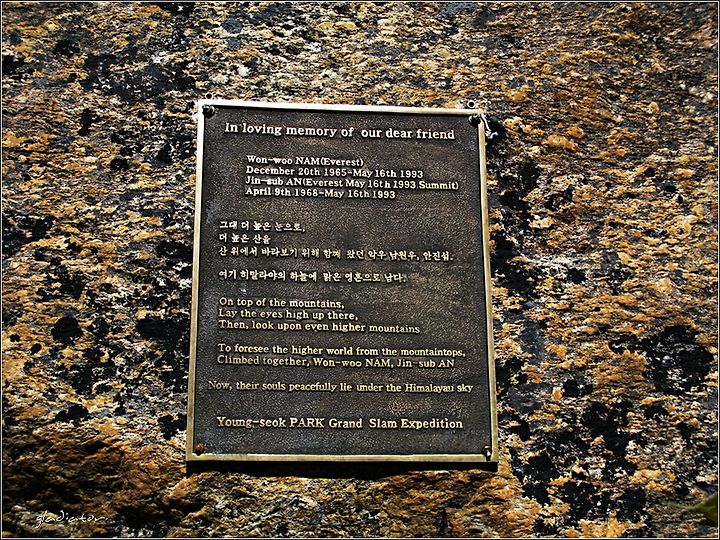 In loving memory of our dear friend
Won-woo NAM(Everest)
December 20th 1965-May 16th 1993
Jin-sub AN(Everest May 16th 1993 Summit)
April 9th 1968-May 16th 1993
그대 더 높은 눈으로,
더 높은 산을
산 위에서 바라보기 위해 함께 왔던 악우 남원우, 안진섭.
여기 히말라야의 하늘에 맑은 영혼으로 남다.
On top of the mountains,
Lay the eyes high up there,
Then, look upon even higher mountains
To foresee the higher world from the mountaintops,
Climbed together, Won-woo NAM, Jin-sub AN
Now, their souls peacefully lie under the Himalayau sky
Young-seok PARK Grand Slam Expedition
gladiator